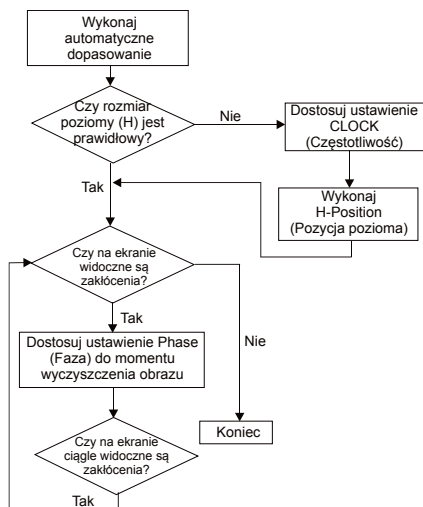 Wykonaj
automatyczne
dopasowanie
Czy rozmiar
poziomy (H) jest
prawidłowy?
Nie
Dostosuj ustawienie
CLOCK
(Częstotliwość)
Tak
Wykonaj
H-Position
(Pozycja pozioma)
Czy na ekranie
widoczne są
zakłócenia?
Tak
Nie
Dostosuj ustawienie Phase
(Faza) do momentu
wyczyszczenia obrazu
Koniec
Czy na ekranie
ciągle widoczne są
zakłócenia?
Tak